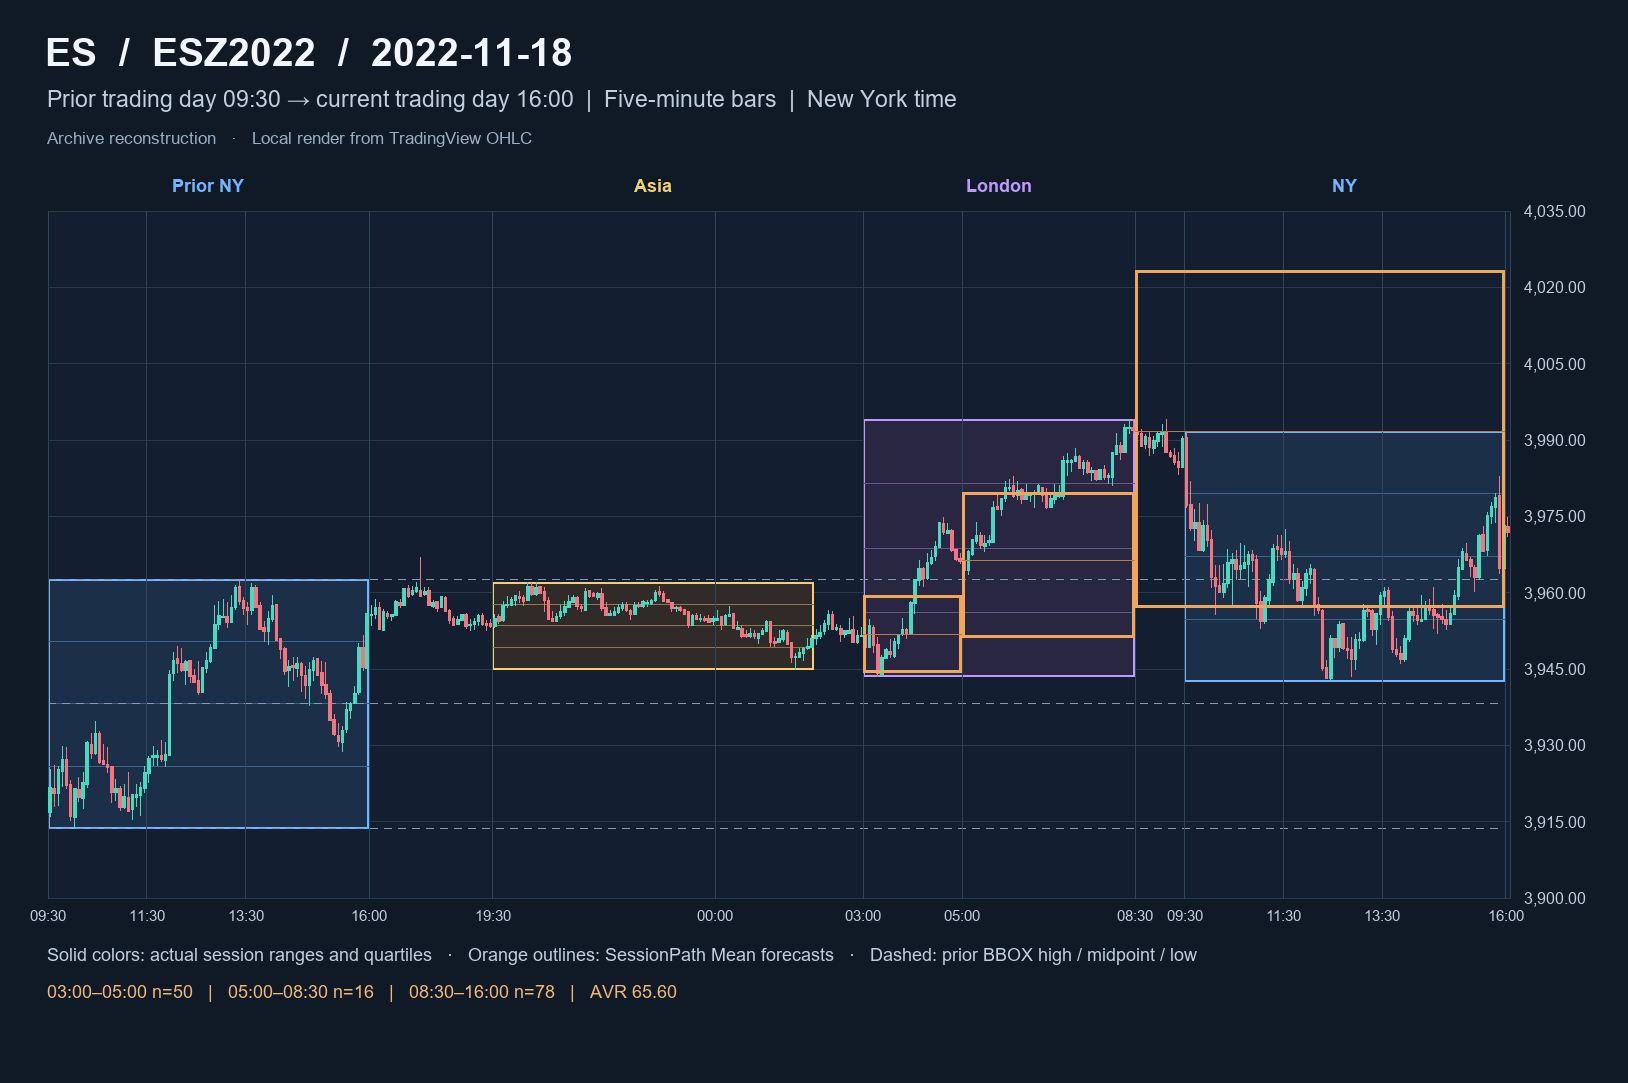 ES / ESZ2022 / 2022-11-18
Prior trading day 09:30 → current trading day 16:00 | Five-minute bars | New York time
Archive reconstruction · Local render from TradingView OHLC
Prior NY Asia London NY
4,035.00
4,020.00
4,005.00
3,990.00
3,975.00
3,960.00
3,945.00
3,930.00
3,915.00
3,900.00
09:30 11:30 13:30 16:00 19:30 00:00 03:00 05:00 08:30 09:30 11:30 13:30 16:00
Solid colors: actual session ranges and quartiles · Orange outlines: SessionPath Mean forecasts · Dashed: prior BBOX high / midpoint / low
03:00–05:00 n=50 | 05:00–08:30 n=16 | 08:30–16:00 n=78 | AVR 65.60